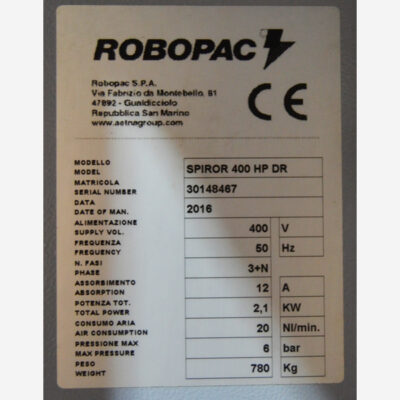 ROBOPAC
Robopac S.P.A.
Via Fabrizio da Montebello, 81
47892 - Gualdicciolo
Repubblica San Marino
www.aetnagroup.com
CE
MODELLO
MODEL SPIROR 400 HP DR
MATRICOLA
SERIAL NUMBER 30148467
DATA
DATE OF MAN. 2016
ALIMENTAZIONE
SUPPLY VOL. 400 V
FREQUENZA
FREQUENCY 50 Hz
N. FASI
PHASE 3+N
ASSORBIMENTO
ABSORPTION 12 A
POTENZA TOT.
TOTAL POWER 2,1 KW
CONSUMO ARIA
AIR CONSUMPTION 20 Nl/min.
PRESSIONE MAX
MAX PRESSURE 6 bar
PESO
WEIGHT 780 Kg